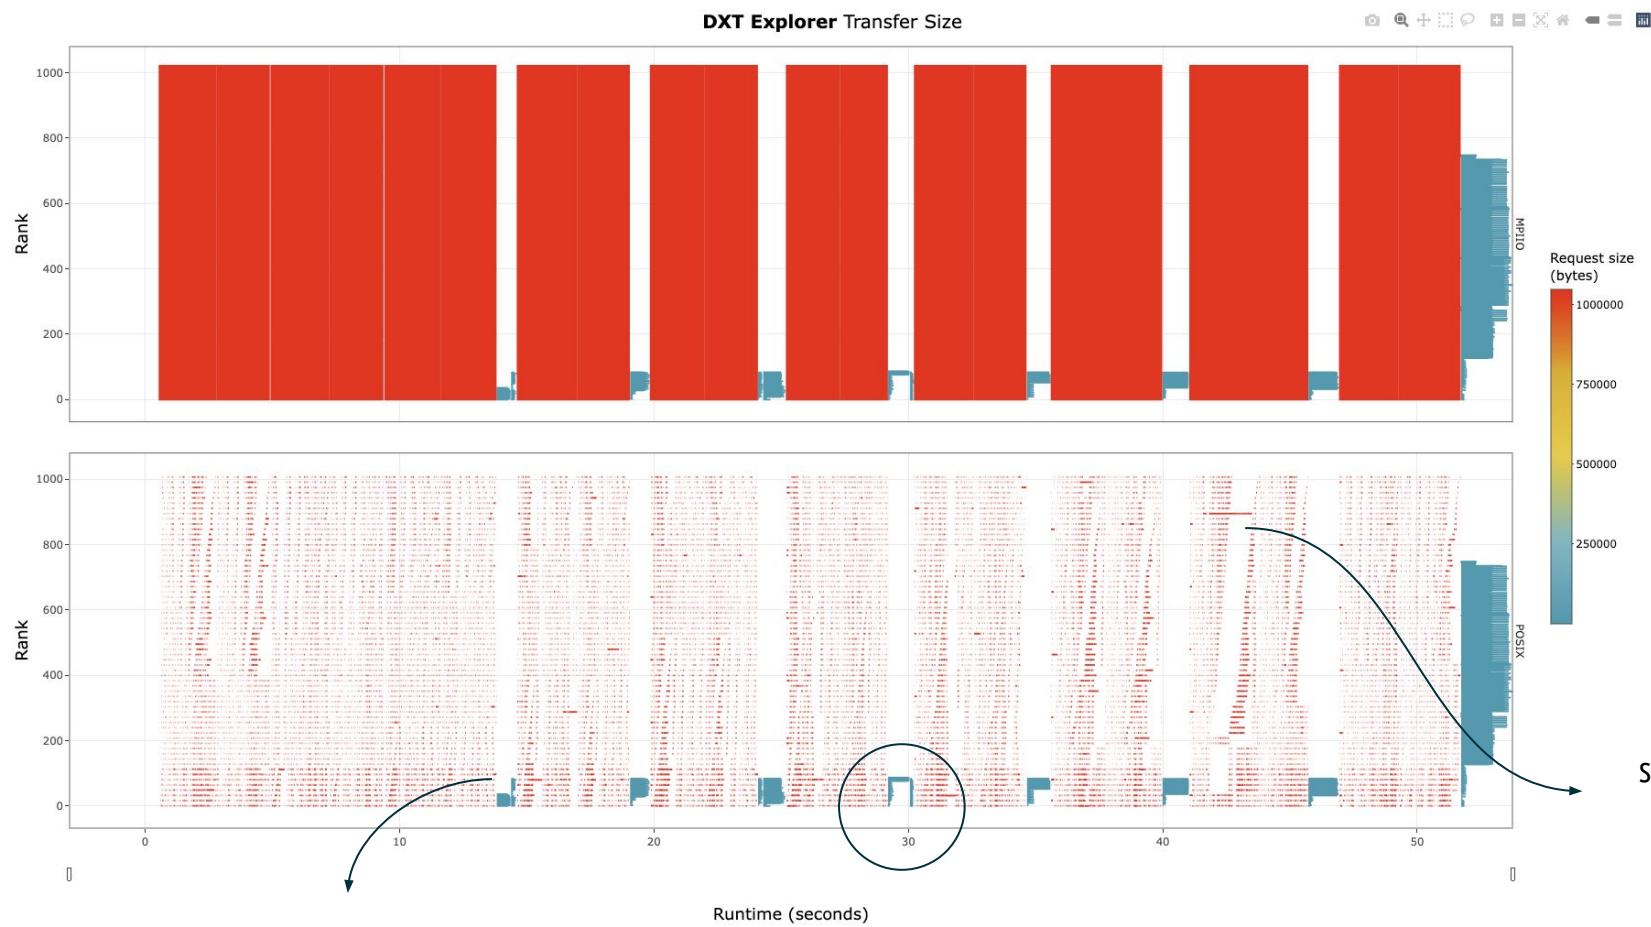 DXT Explorer Transfer Size
1000
800
600
400
200
0
Rank
MPIIO
Request size
(bytes)
1000000
750000
500000
250000
1000
800
600
400
200
0
Rank
POSIX
S
0
10
20
30
40
50
Runtime (seconds)